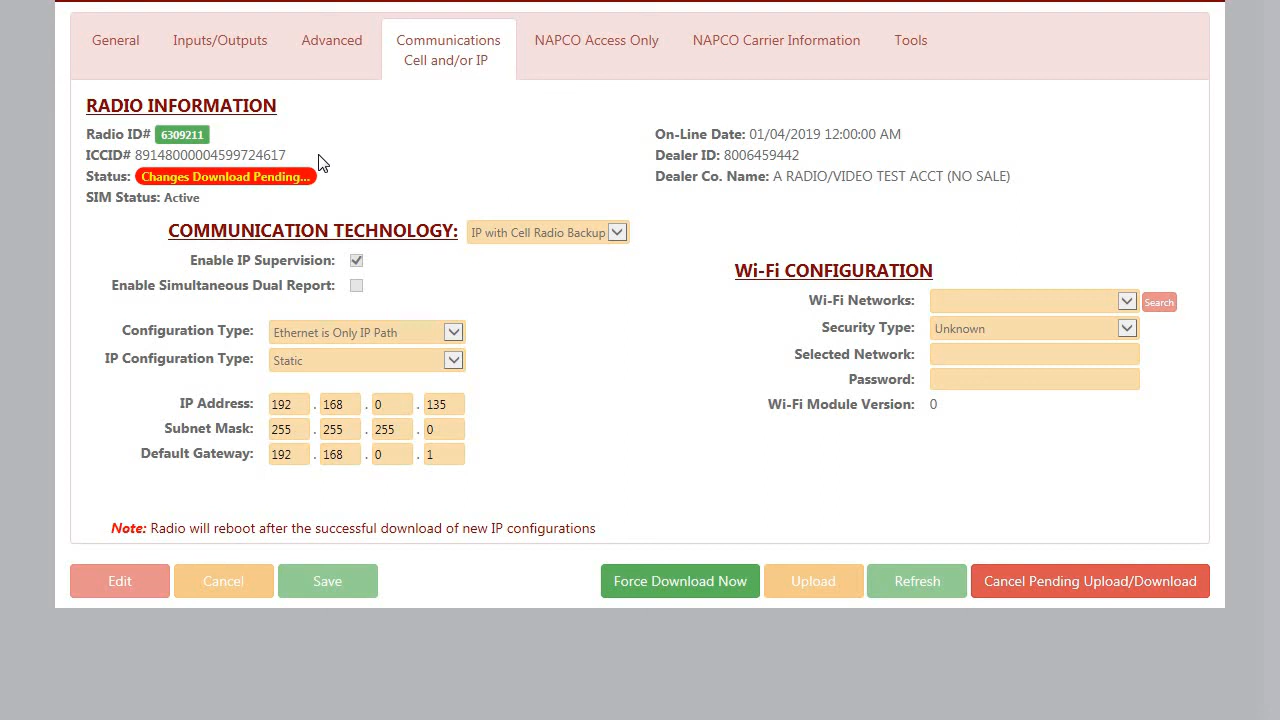 General Inputs/Outputs Advanced Communications Cell and/or IP NAPCO Access Only NAPCO Carrier Information Tools
RADIO INFORMATION
Radio ID# 6309211
ICCID# 89148000004599724617
Status: Changes Download Pending...
SIM Status: Active
On-Line Date: 01/04/2019 12:00:00 AM
Dealer ID: 8006459442
Dealer Co. Name: A RADIO/VIDEO TEST ACCT (NO SALE)
COMMUNICATION TECHNOLOGY: IP with Cell Radio Backup
Enable IP Supervision:
Enable Simultaneous Dual Report:
Configuration Type: Ethernet is Only IP Path
IP Configuration Type: Static
IP Address: 192 . 168 . 0 . 135
Subnet Mask: 255 . 255 . 255 . 0
Default Gateway: 192 . 168 . 0 . 1
Wi-Fi CONFIGURATION
Wi-Fi Networks: Search
Security Type: Unknown
Selected Network:
Password:
Wi-Fi Module Version: 0
Note: Radio will reboot after the successful download of new IP configurations
Edit Cancel Save Force Download Now Upload Refresh Cancel Pending Upload/Download